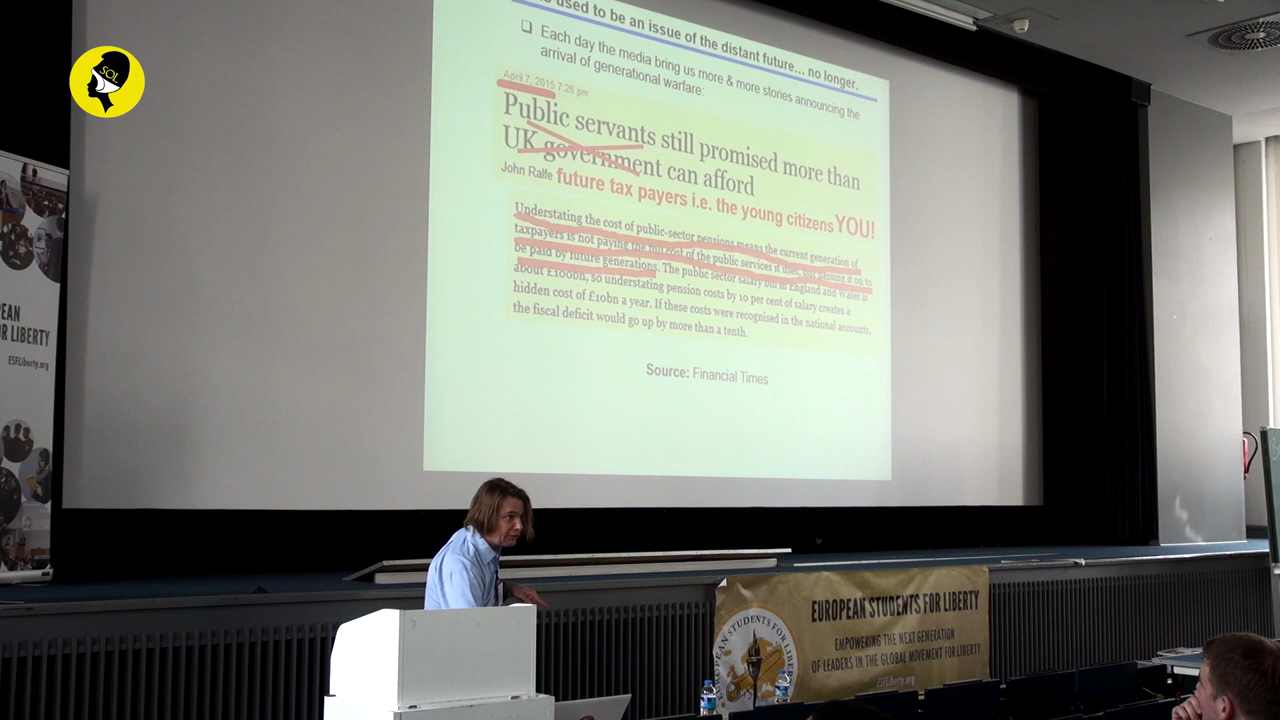 SOL
s used to be an issue of the distant future... no longer.
Each day the media bring us more & more stories announcing the
arrival of generational warfare:
April 7, 2015 7:26 pm
Public servants still promised more than
UK government can afford
John Ralfe future tax payers i.e. the young citizens YOU!
Understating the cost of public-sector pensions means the current generation of
taxpayers is not paying the full cost of the public services it uses, but passing it on to
be paid by future generations. The public sector salary bill in England and Wales is
about £100bn, so understating pension costs by 10 per cent of salary creates a
hidden cost of £10bn a year. If these costs were recognised in the national accounts,
the fiscal deficit would go up by more than a tenth.
Source: Financial Times
EAN
R LIBERTY
ESFLiberty.org
EUROPEAN STUDENTS FOR LIBERTY
EMPOWERING THE NEXT GENERATION
OF LEADERS IN THE GLOBAL MOVEMENT FOR LIBERTY
ESFLiberty.org
EAN STUDENTS FOR LIBE